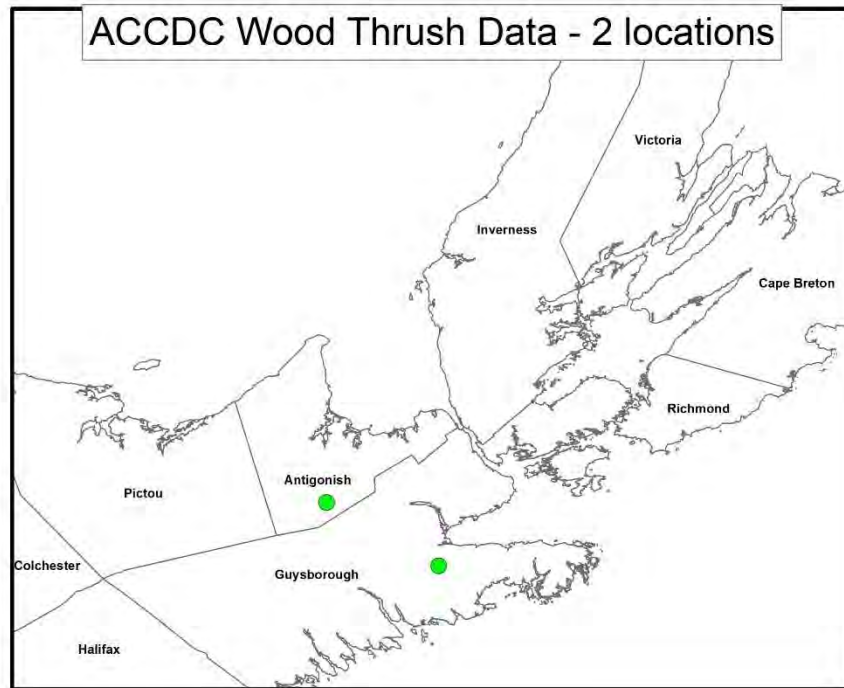 ACCDC Wood Thrush Data - 2 locations
Victoria
Inverness
Cape Breton
Richmond
Antigonish
Pictou
Colchester
Guysborough
Halifax